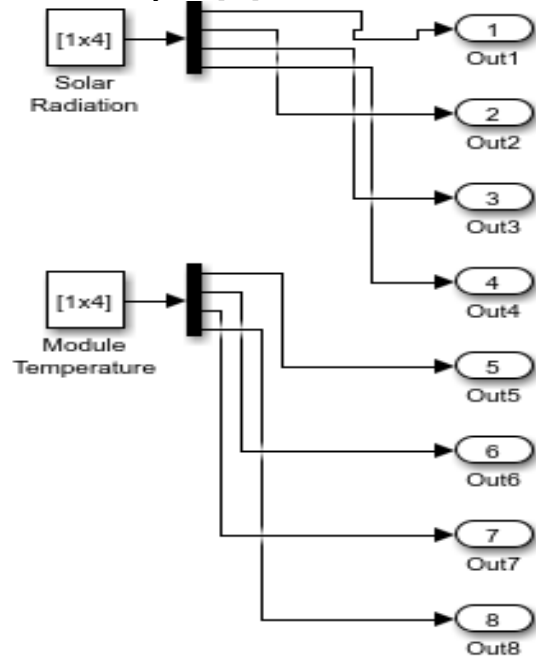 [1x4]
Solar
Radiation
1
Out1
2
Out2
3
Out3
4
Out4
[1x4]
Module
Temperature
5
Out5
6
Out6
7
Out7
8
Out8